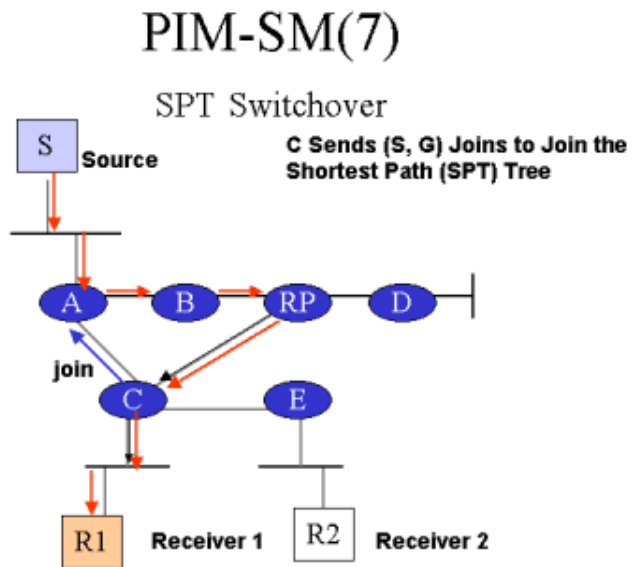 PIM-SM(7)
SPT Switchover
S
Source
C Sends (S, G) Joins to Join the
Shortest Path (SPT) Tree
A
B
RP
D
join
C
E
R1
Receiver 1
R2
Receiver 2